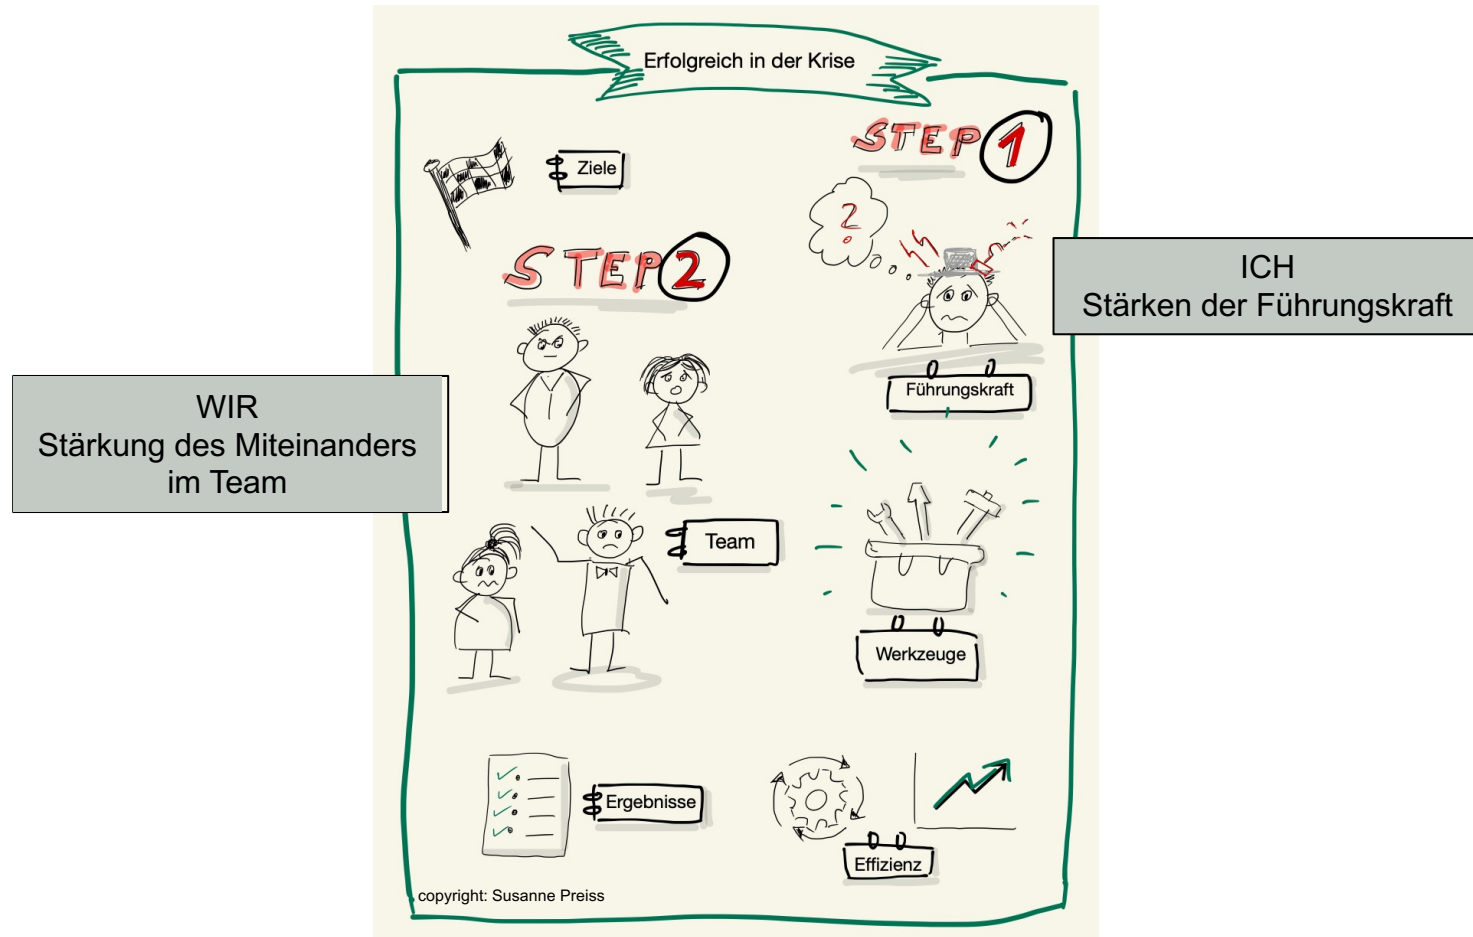 Erfolgreich in der Krise
STEP 1
Ziele
STEP 2
?
ICH
Stärken der Führungskraft
Führungskraft
WIR
Stärkung des Miteinanders
im Team
Team
Werkzeuge
Ergebnisse
Effizienz
copyright: Susanne Preiss